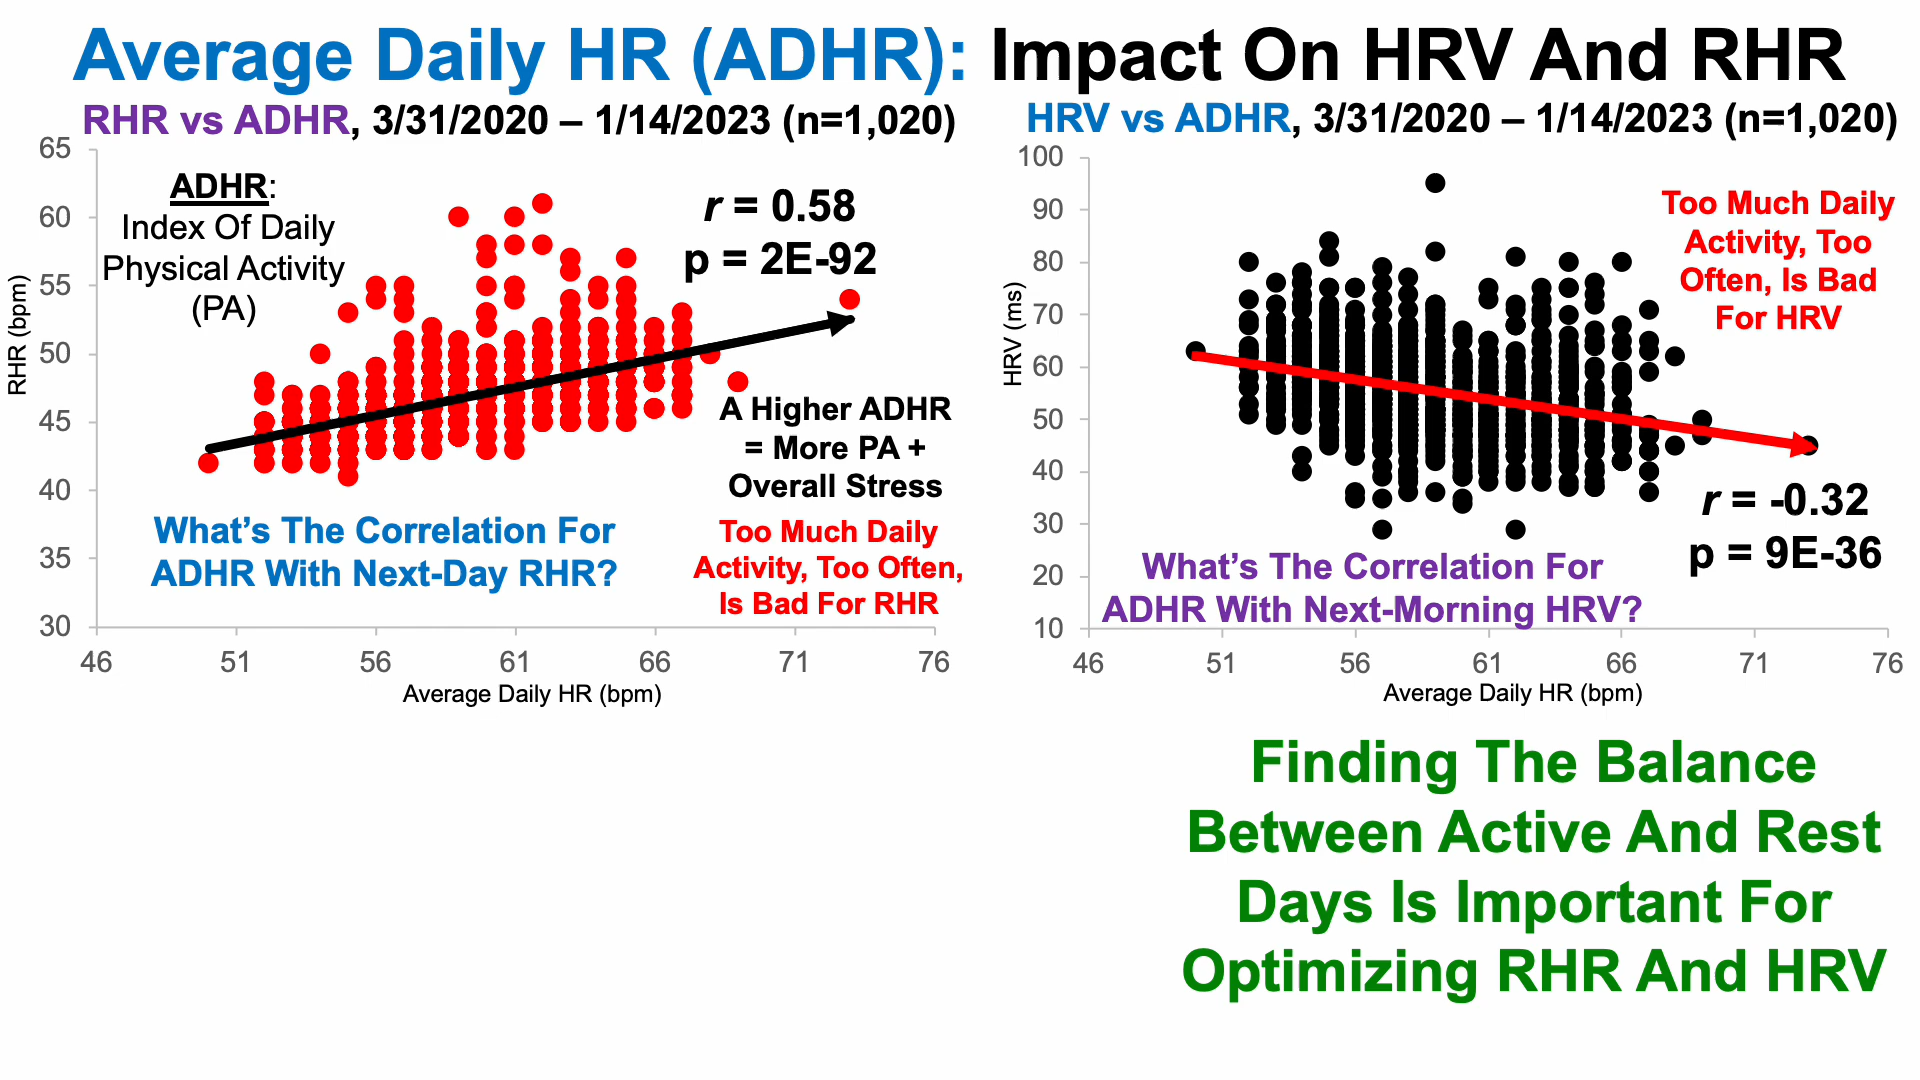 Average Daily HR (ADHR): Impact On HRV And RHR
RHR vs ADHR, 3/31/2020 – 1/14/2023 (n=1,020)
65
60
55
50
45
40
35
30
RHR (bpm)
ADHR:
Index Of Daily
Physical Activity
(PA)
r = 0.58
p = 2E-92
A Higher ADHR
= More PA +
Overall Stress
What’s The Correlation For
ADHR With Next-Day RHR?
Too Much Daily
Activity, Too Often,
Is Bad For RHR
46 51 56 61 66 71 76
Average Daily HR (bpm)
HRV vs ADHR, 3/31/2020 – 1/14/2023 (n=1,020)
100
90
80
70
60
50
40
30
20
10
HRV (ms)
Too Much Daily
Activity, Too
Often, Is Bad
For HRV
r = -0.32
p = 9E-36
What’s The Correlation For
ADHR With Next-Morning HRV?
46 51 56 61 66 71 76
Average Daily HR (bpm)
Finding The Balance
Between Active And Rest
Days Is Important For
Optimizing RHR And HRV